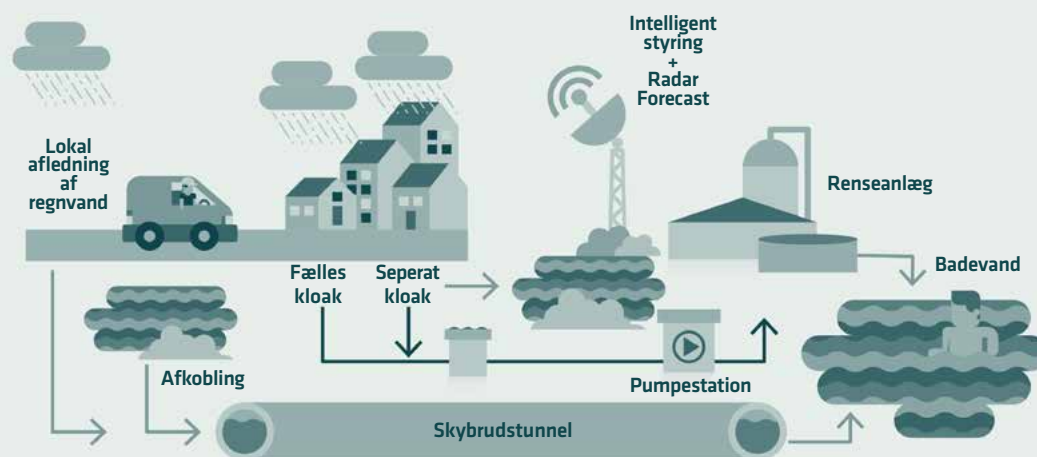 Intelligent
styring
+
Radar
Forecast
Lokal
afledning
af
regnvand
Renseanlæg
Fælles
kloak
Seperat
kloak
Badevand
Afkobling
Pumpestation
Skybrudstunnel